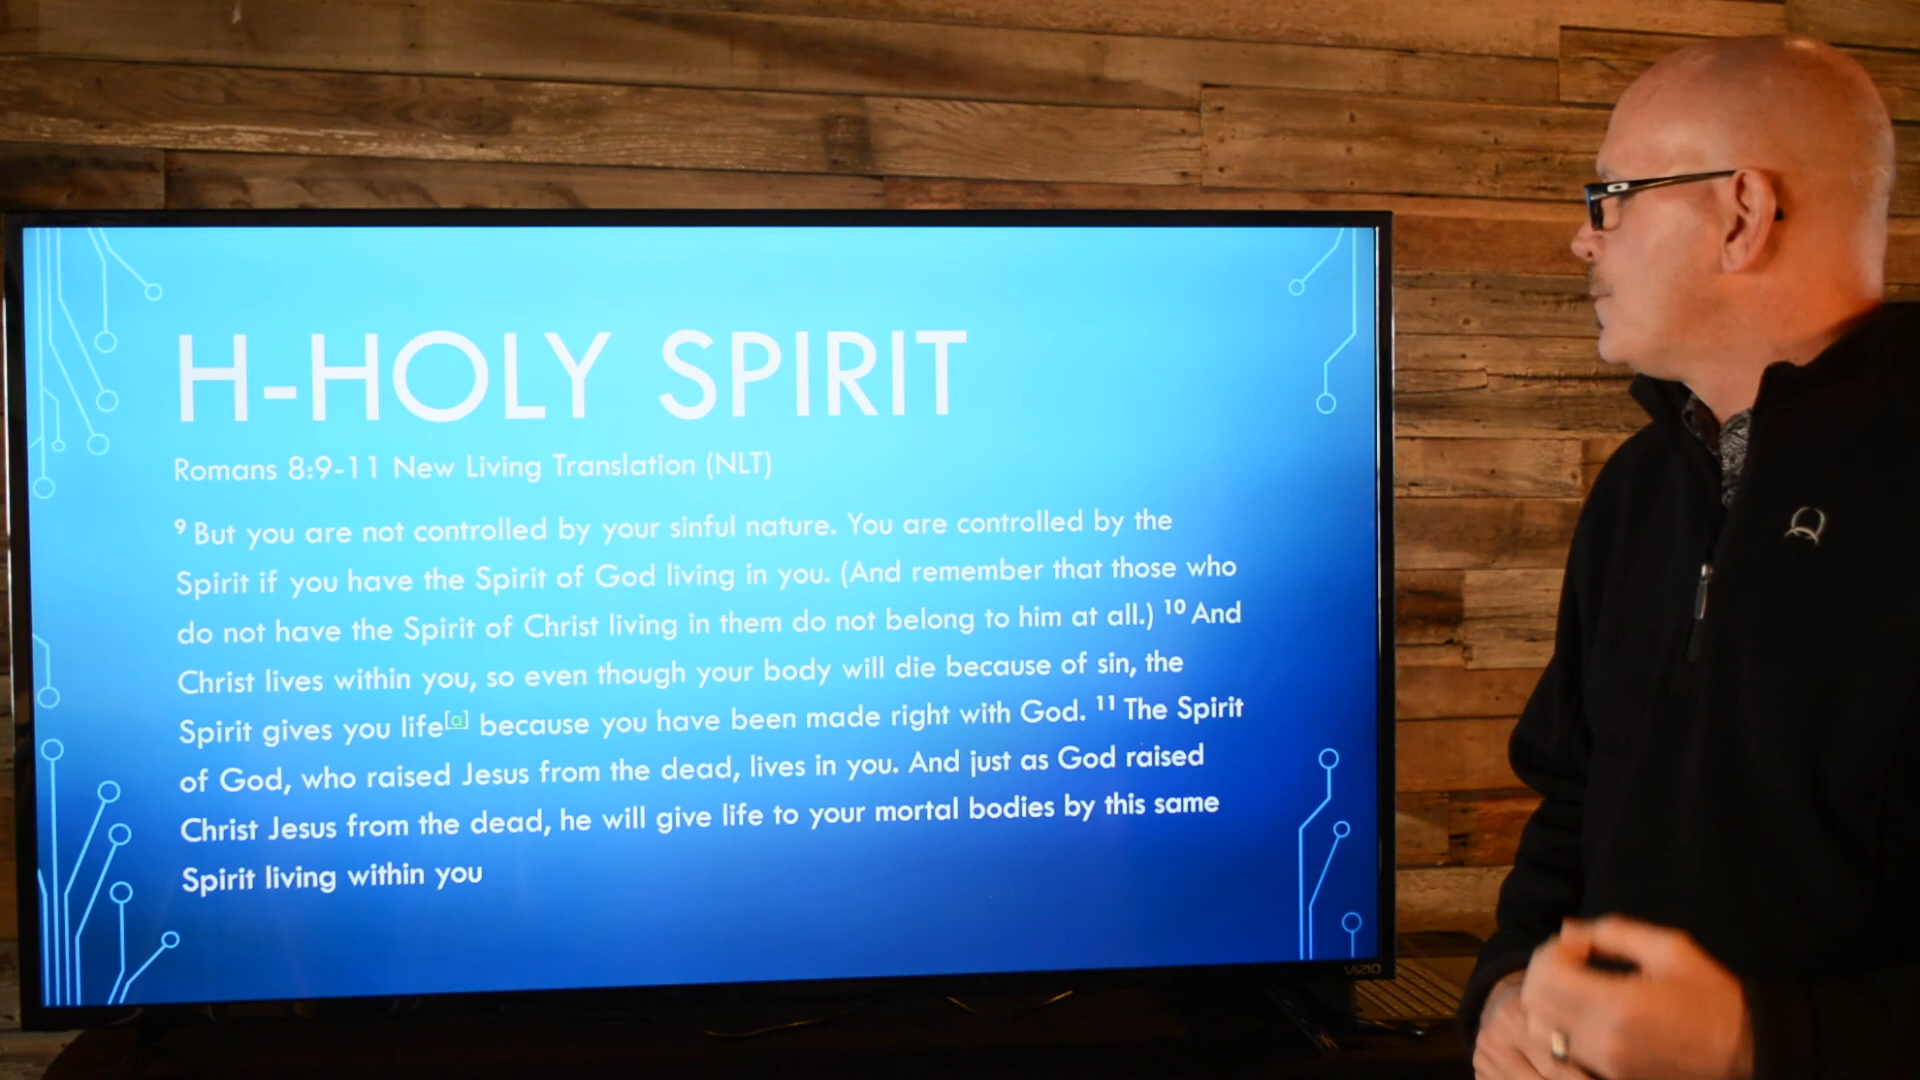 H-HOLY SPIRIT
Romans 8:9-11 New Living Translation (NLT)
9 But you are not controlled by your sinful nature. You are controlled by the
Spirit if you have the Spirit of God living in you. (And remember that those who
do not have the Spirit of Christ living in them do not belong to him at all.) 10 And
Christ lives within you, so even though your body will die because of sin, the
Spirit gives you life[a] because you have been made right with God. 11 The Spirit
of God, who raised Jesus from the dead, lives in you. And just as God raised
Christ Jesus from the dead, he will give life to your mortal bodies by this same
Spirit living within you
VIZIO